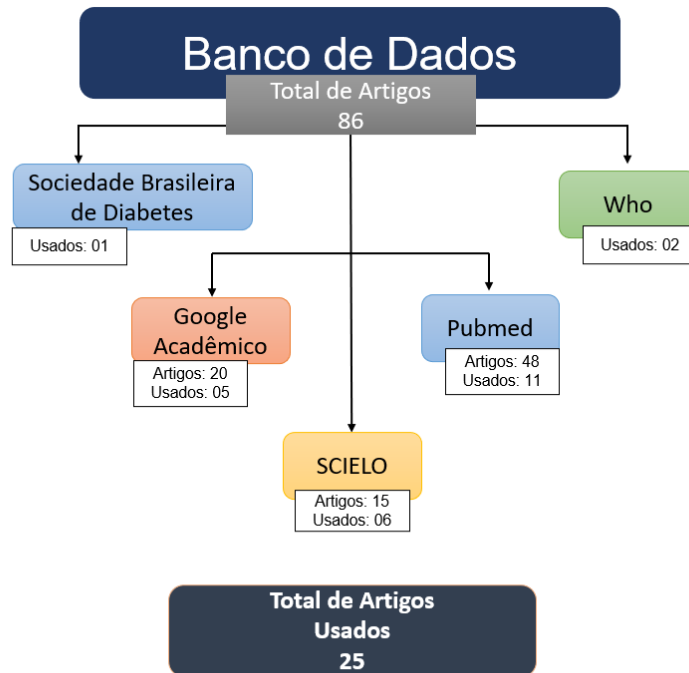 Banco de Dados
Total de Artigos
86
Sociedade Brasileira
de Diabetes
Usados: 01
Who
Usados: 02
Google
Acadêmico
Artigos: 20
Usados: 05
Pubmed
Artigos: 48
Usados: 11
SCIELO
Artigos: 15
Usados: 06
Total de Artigos
Usados
25